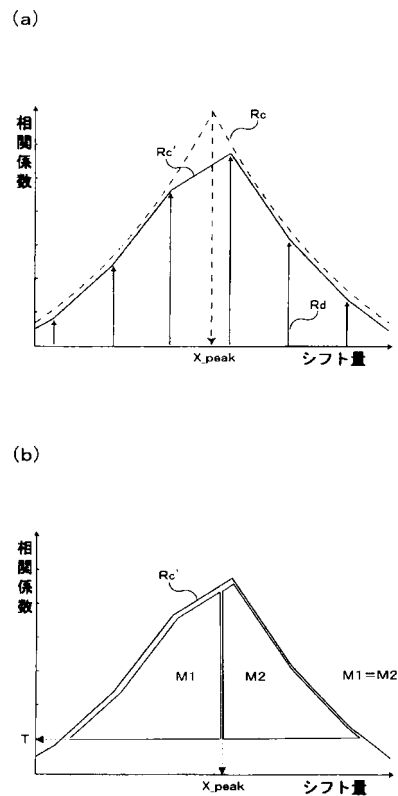 (a)
相関係数
Rc
Rc'
Rd
X_peak
シフト量
(b)
相関係数
Rc'
M1
M2
M1=M2
T
X_peak
シフト量